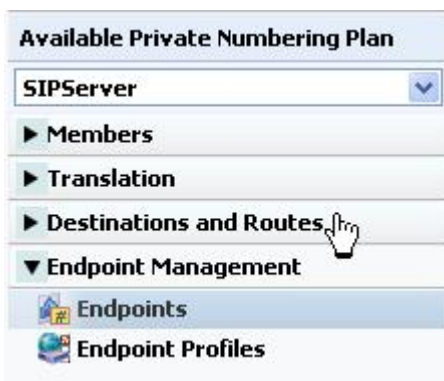 Available Private Numbering Plan
SIPServer
Members
Translation
Destinations and Routes
Endpoint Management
Endpoints
Endpoint Profiles